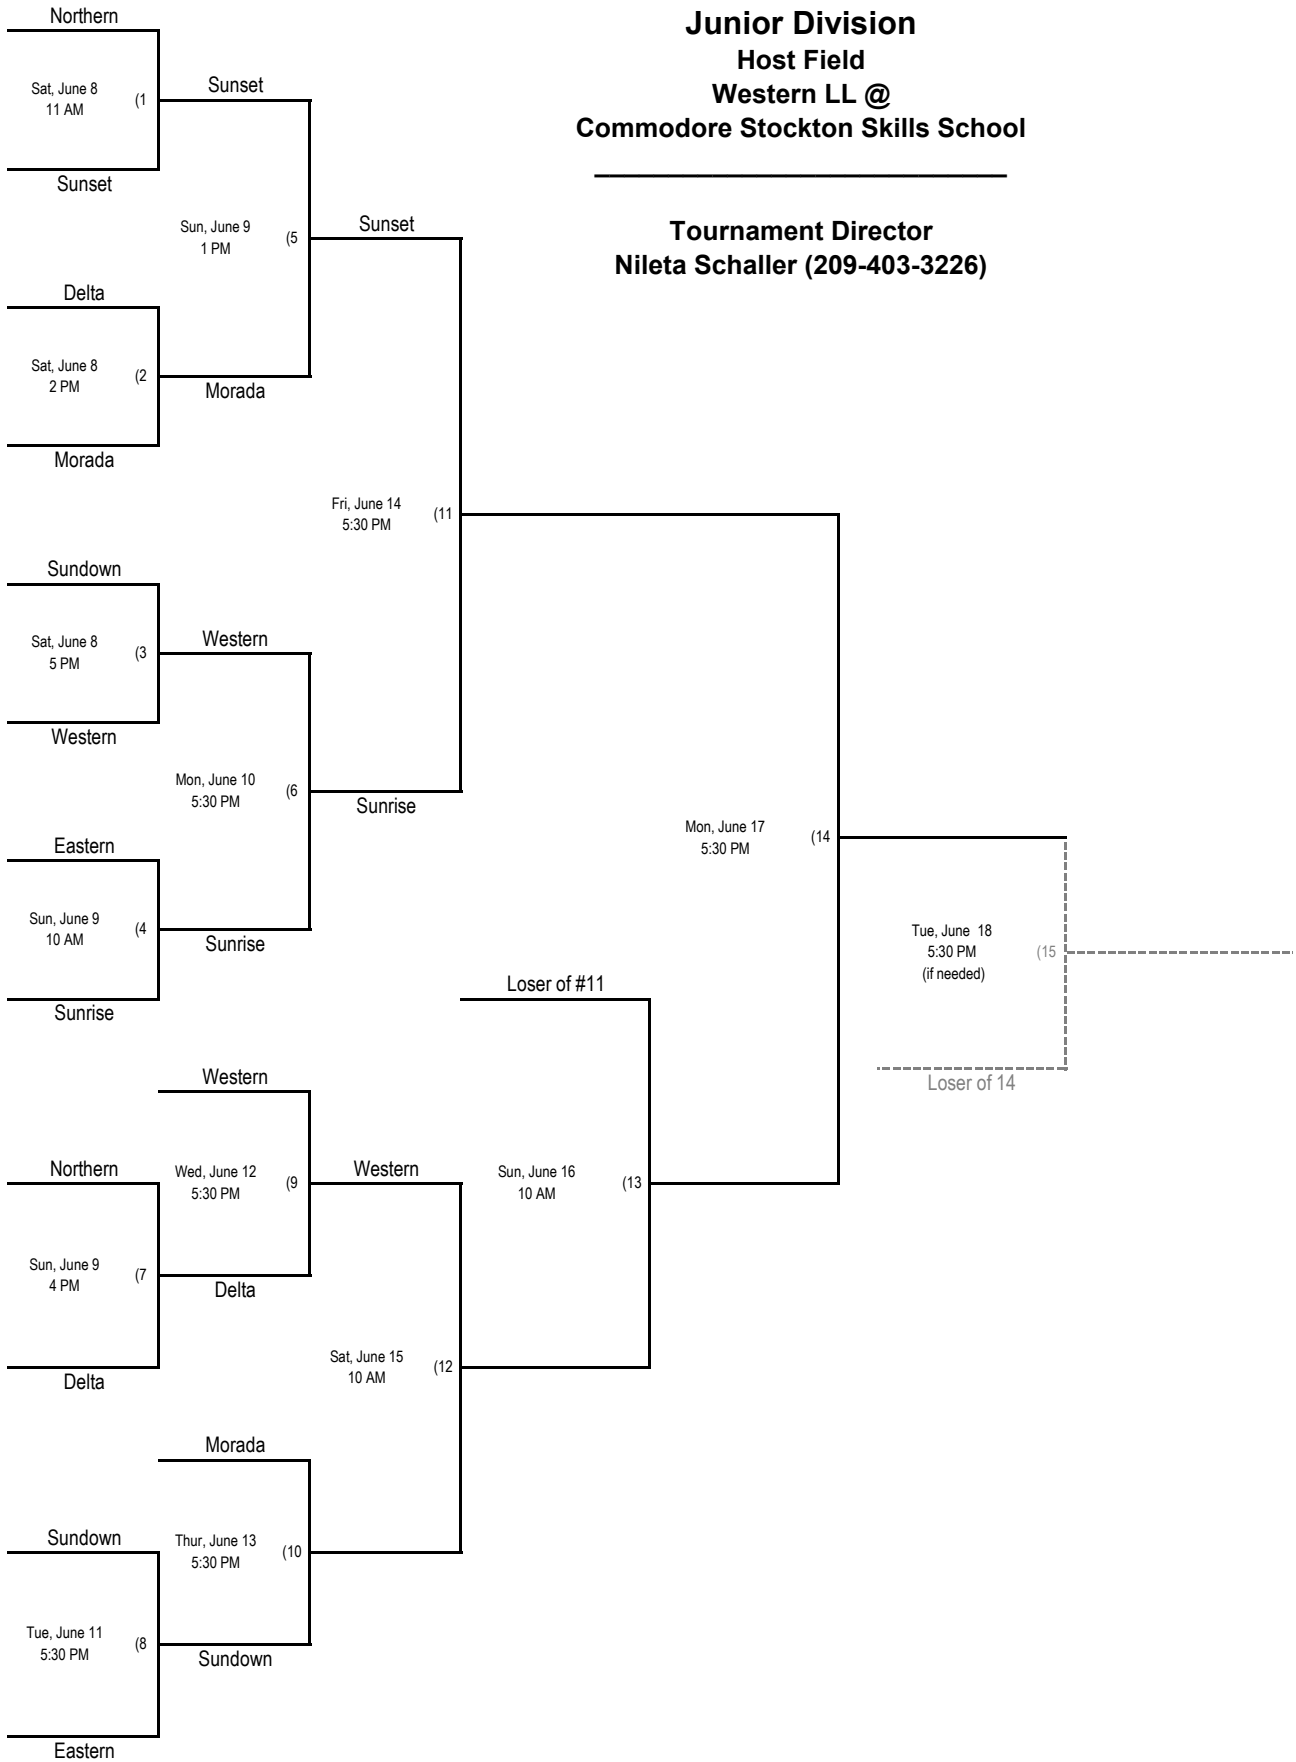 Northern
Junior Division
Host Field
Western LL @
Commodore Stockton Skills School
Tournament Director
Nileta Schaller (209-403-3226)
Sat, June 8
11 AM
(1
Sunset
Sunset
Sun, June 9
1 PM
(5
Sunset
Delta
Sat, June 8
2 PM
(2
Morada
Morada
Fri, June 14
5:30 PM
(11
Sundown
Sat, June 8
5 PM
(3
Western
Western
Mon, June 10
5:30 PM
(6
Sunrise
Mon, June 17
5:30 PM
(14
Eastern
Sun, June 9
10 AM
(4
Sunrise
Sunrise
Tue, June  18
5:30 PM
(if needed)
(15
Loser of #11
Loser of 14
Western
Northern
Wed, June 12
5:30 PM
(9
Western
Sun, June 16
10 AM
(13
Sun, June 9
4 PM
(7
Delta
Delta
Sat, June 15
10 AM
(12
Morada
Sundown
Thur, June 13
5:30 PM
(10
Tue, June 11
5:30 PM
(8
Sundown
Eastern